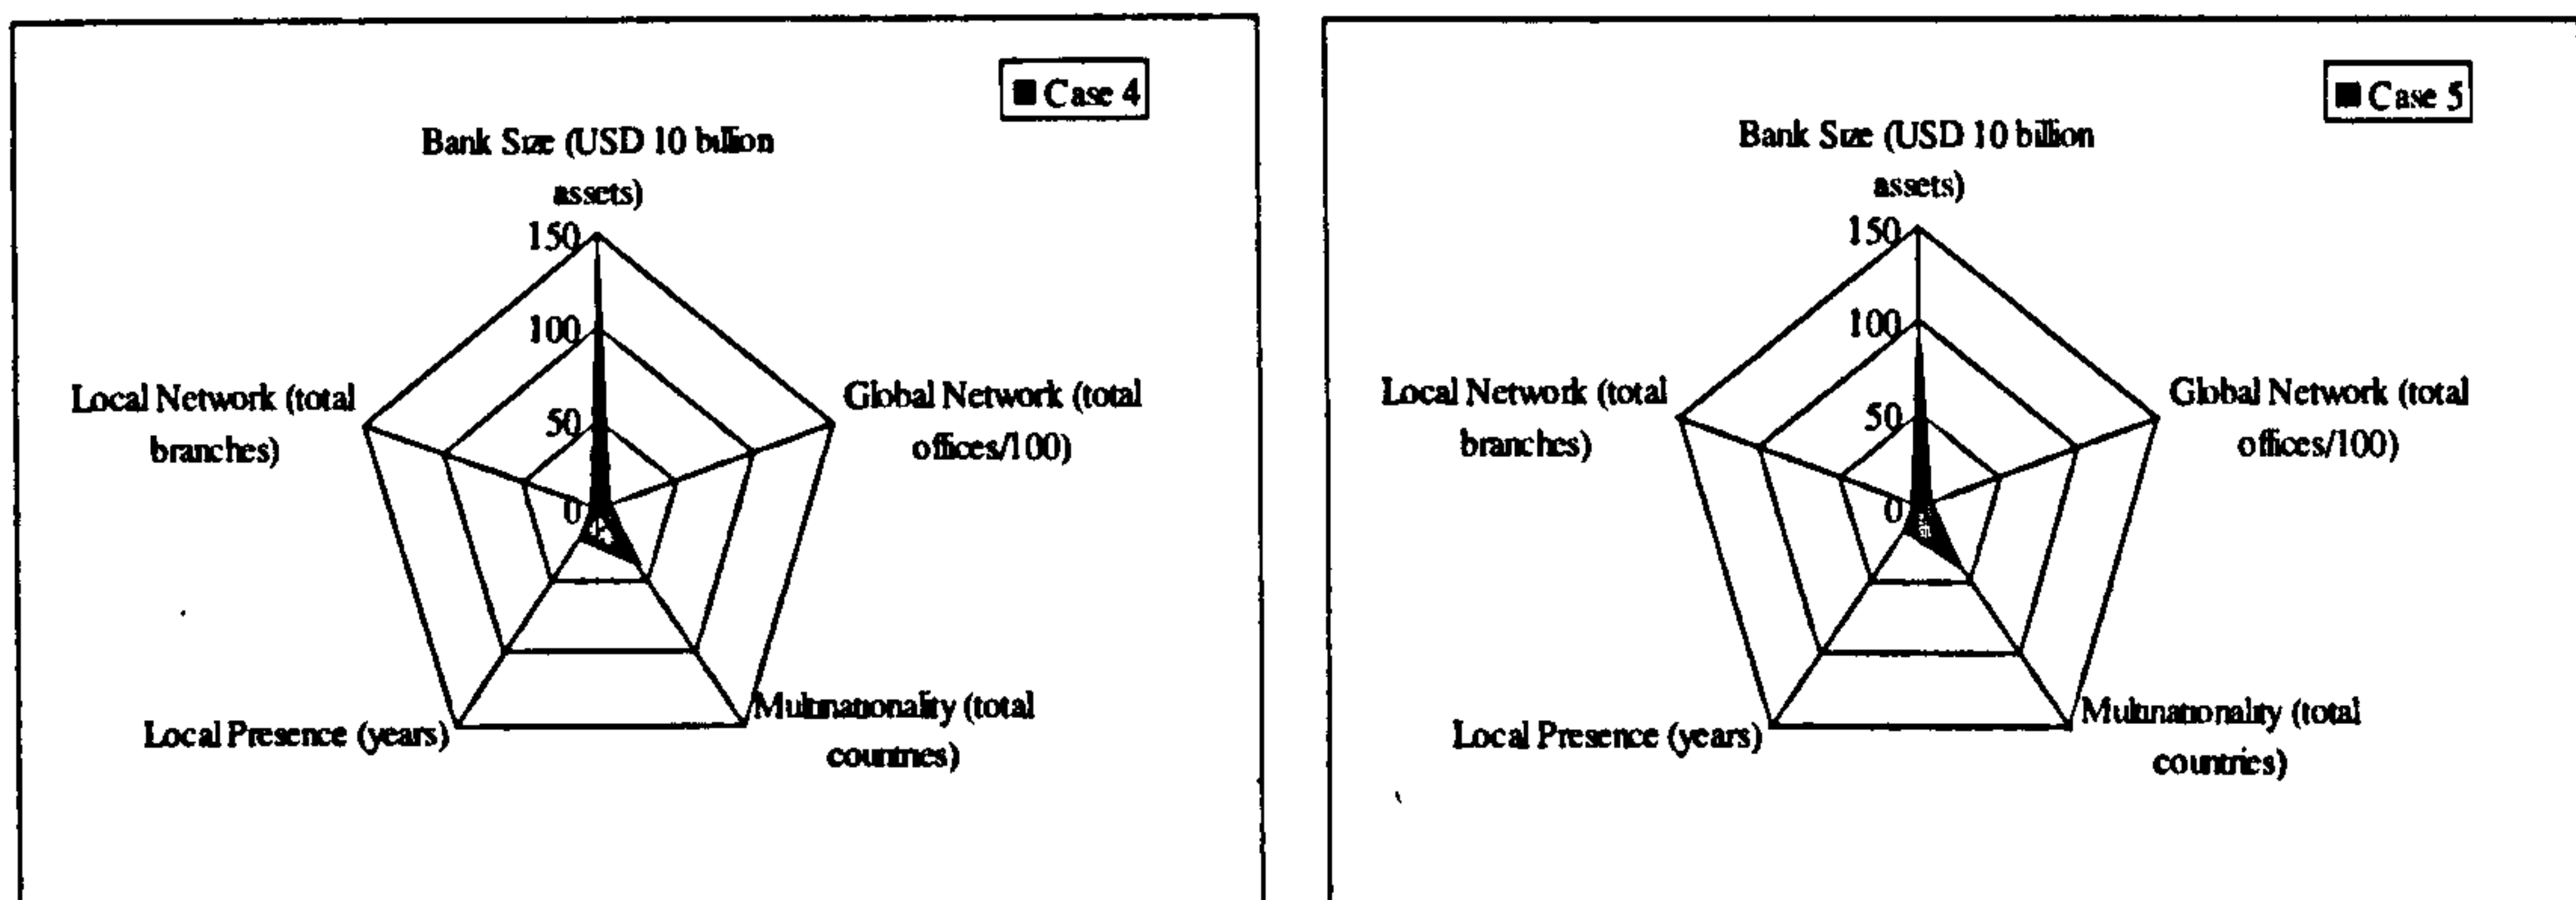 Case 4
Bank Size (USD 10 billion
assets)
150
100
50
0
Local Network (total
branches)
Global Network (total
offices/100)
Local Presence (years)
Multinationality (total
countries)
Case 5
Bank Size (USD 10 billion
assets)
150
100
50
0
Local Network (total
branches)
Global Network (total
offices/100)
Local Presence (years)
Multinationality (total
countries)